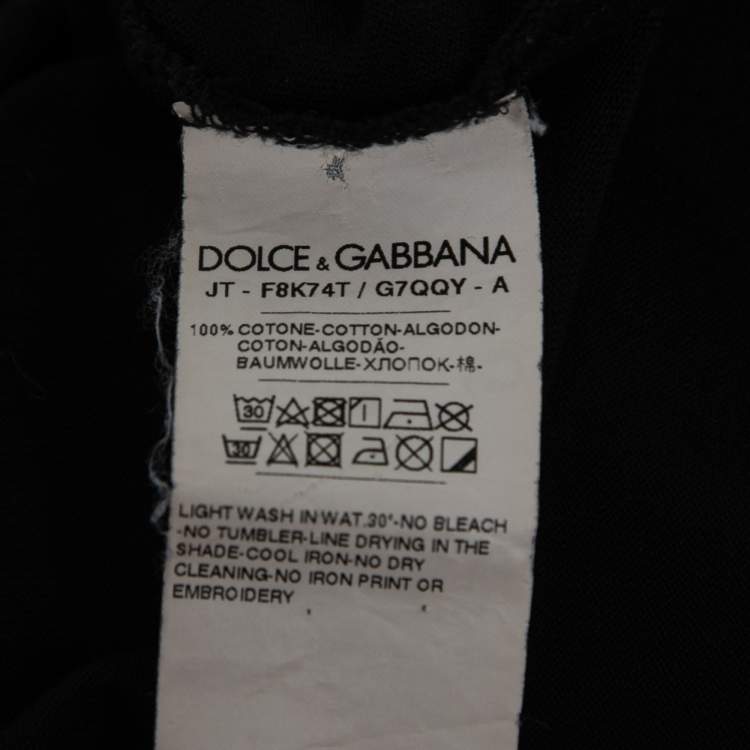 DOLCE & GABBANA
JT - F8K74T / G7QQY - A
100% COTONE-COTTON-ALGODON-
COTON-ALGODÃO-
BAUMWOLLE-ХЛОПОК-棉-
30
30
LIGHT WASH IN WAT.30°-NO BLEACH
-NO TUMBLER-LINE DRYING IN THE
SHADE-COOL IRON-NO DRY
CLEANING-NO IRON PRINT OR
EMBROIDERY